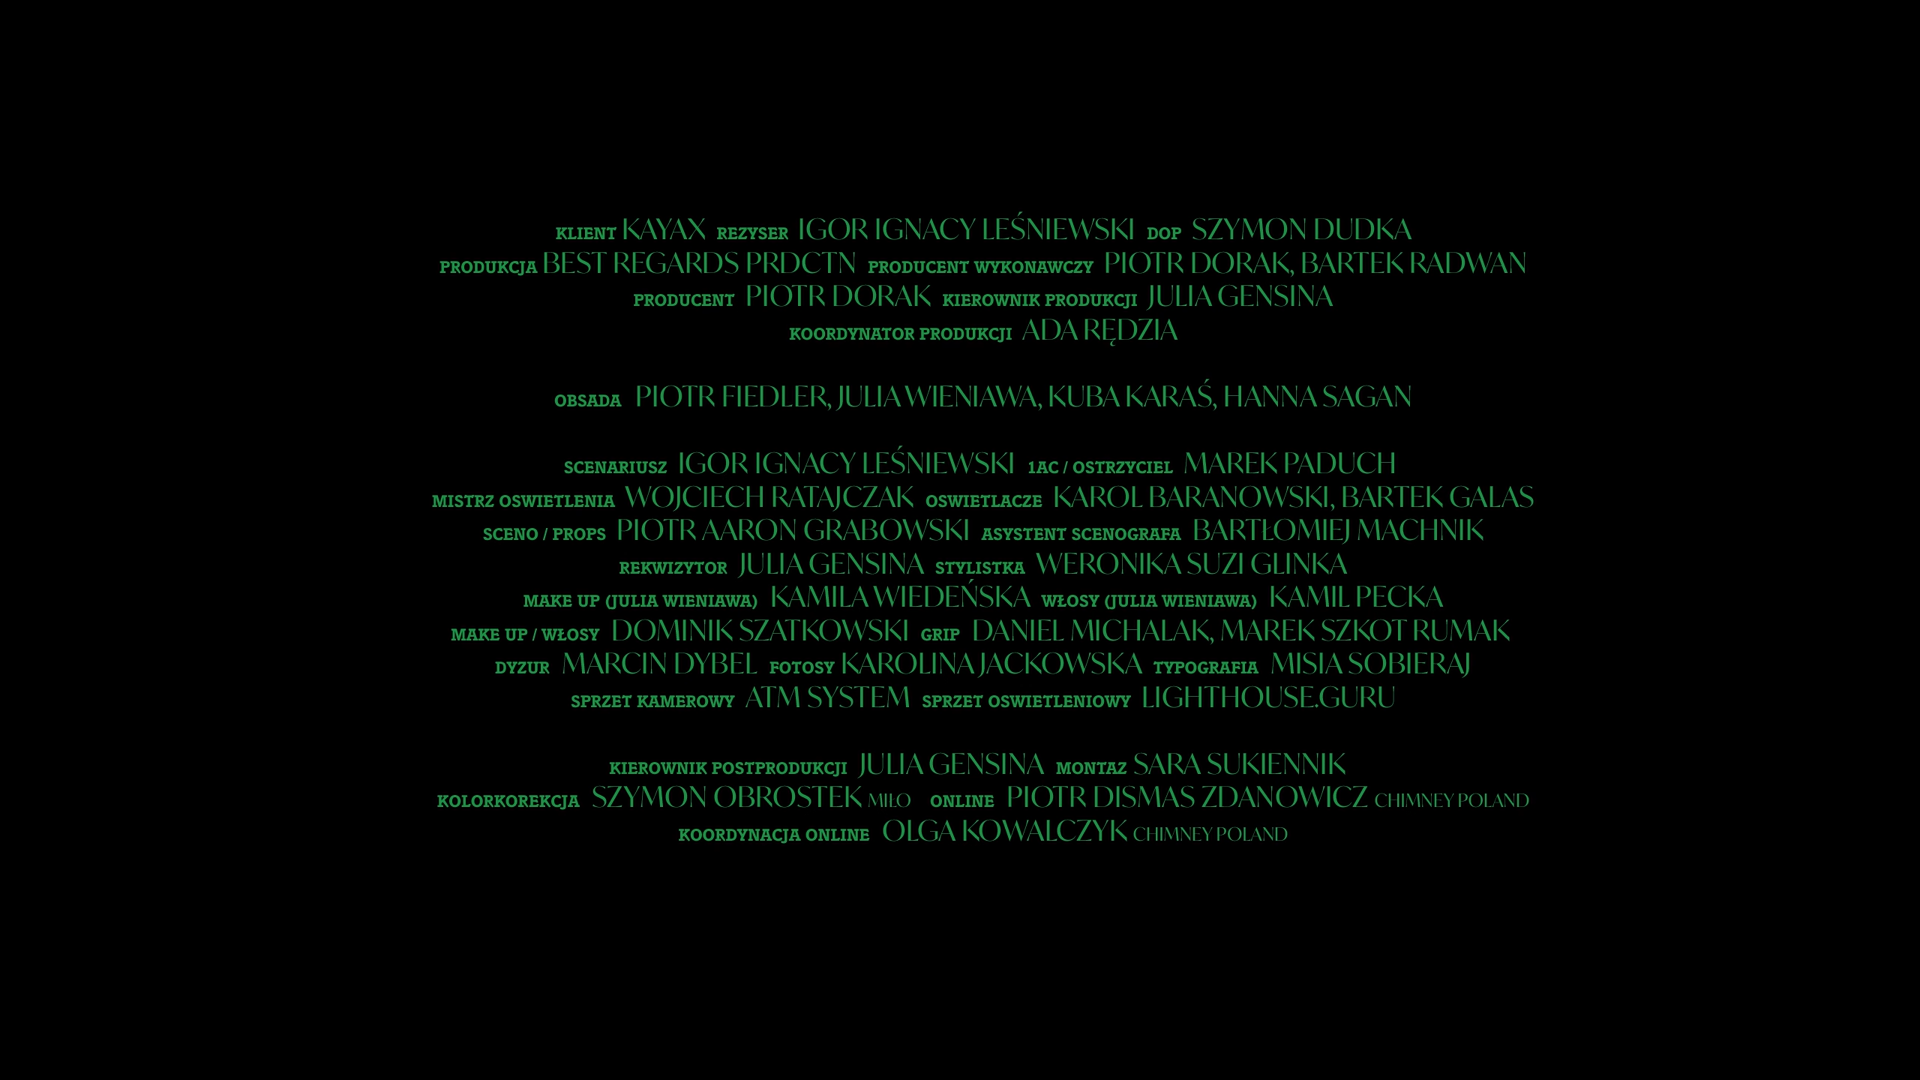 KLIENT KAYAX REZYSER IGOR IGNACY LEŚNIEWSKI DOP SZYMON DUDKA
PRODUKCJA BEST REGARDS PRDCTN PRODUCENT WYKONAWCZY PIOTR DORAK, BARTEK RADWAN
PRODUCENT PIOTR DORAK KIEROWNIK PRODUKCJI JULIA GENSINA
KOORDYNATOR PRODUKCJI ADA RĘDZIA
OBSADA PIOTR FIEDLER, JULIA WIENIAWA, KUBA KARAŚ, HANNA SAGAN
SCENARIUSZ IGOR IGNACY LEŚNIEWSKI 1AC / OSTRZYCIEL MAREK PADUCH
MISTRZ OSWIETLENIA WOJCIECH RATAJCZAK OSWIETLACZE KAROL BARANOWSKI, BARTEK GALAS
SCENO / PROPS PIOTR AARON GRABOWSKI ASYSTENT SCENOGRAFA BARTŁOMIEJ MACHNIK
REKWIZYTOR JULIA GENSINA STYLISTKA WERONIKA SUZI GLINKA
MAKE UP (JULIA WIENIAWA) KAMILA WIEDEŃSKA WŁOSY (JULIA WIENIAWA) KAMIL PECKA
MAKE UP / WŁOSY DOMINIK SZATKOWSKI GRIP DANIEL MICHALAK, MAREK SZKOT RUMAK
DYZUR MARCIN DYBEL FOTOSY KAROLINA JACKOWSKA TYPOGRAFIA MISIA SOBIERAJ
SPRZET KAMEROWY ATM SYSTEM SPRZET OSWIETLENIOWY LIGHTHOUSE.GURU
KIEROWNIK POSTPRODUKCJI JULIA GENSINA MONTAZ SARA SUKIENNIK
KOLORKOREKCJA SZYMON OBROSTEK MILO ONLINE PIOTR DISMAS ZDANOWICZ CHIMNEY POLAND
KOORDYNACJA ONLINE OLGA KOWALCZYK CHIMNEY POLAND